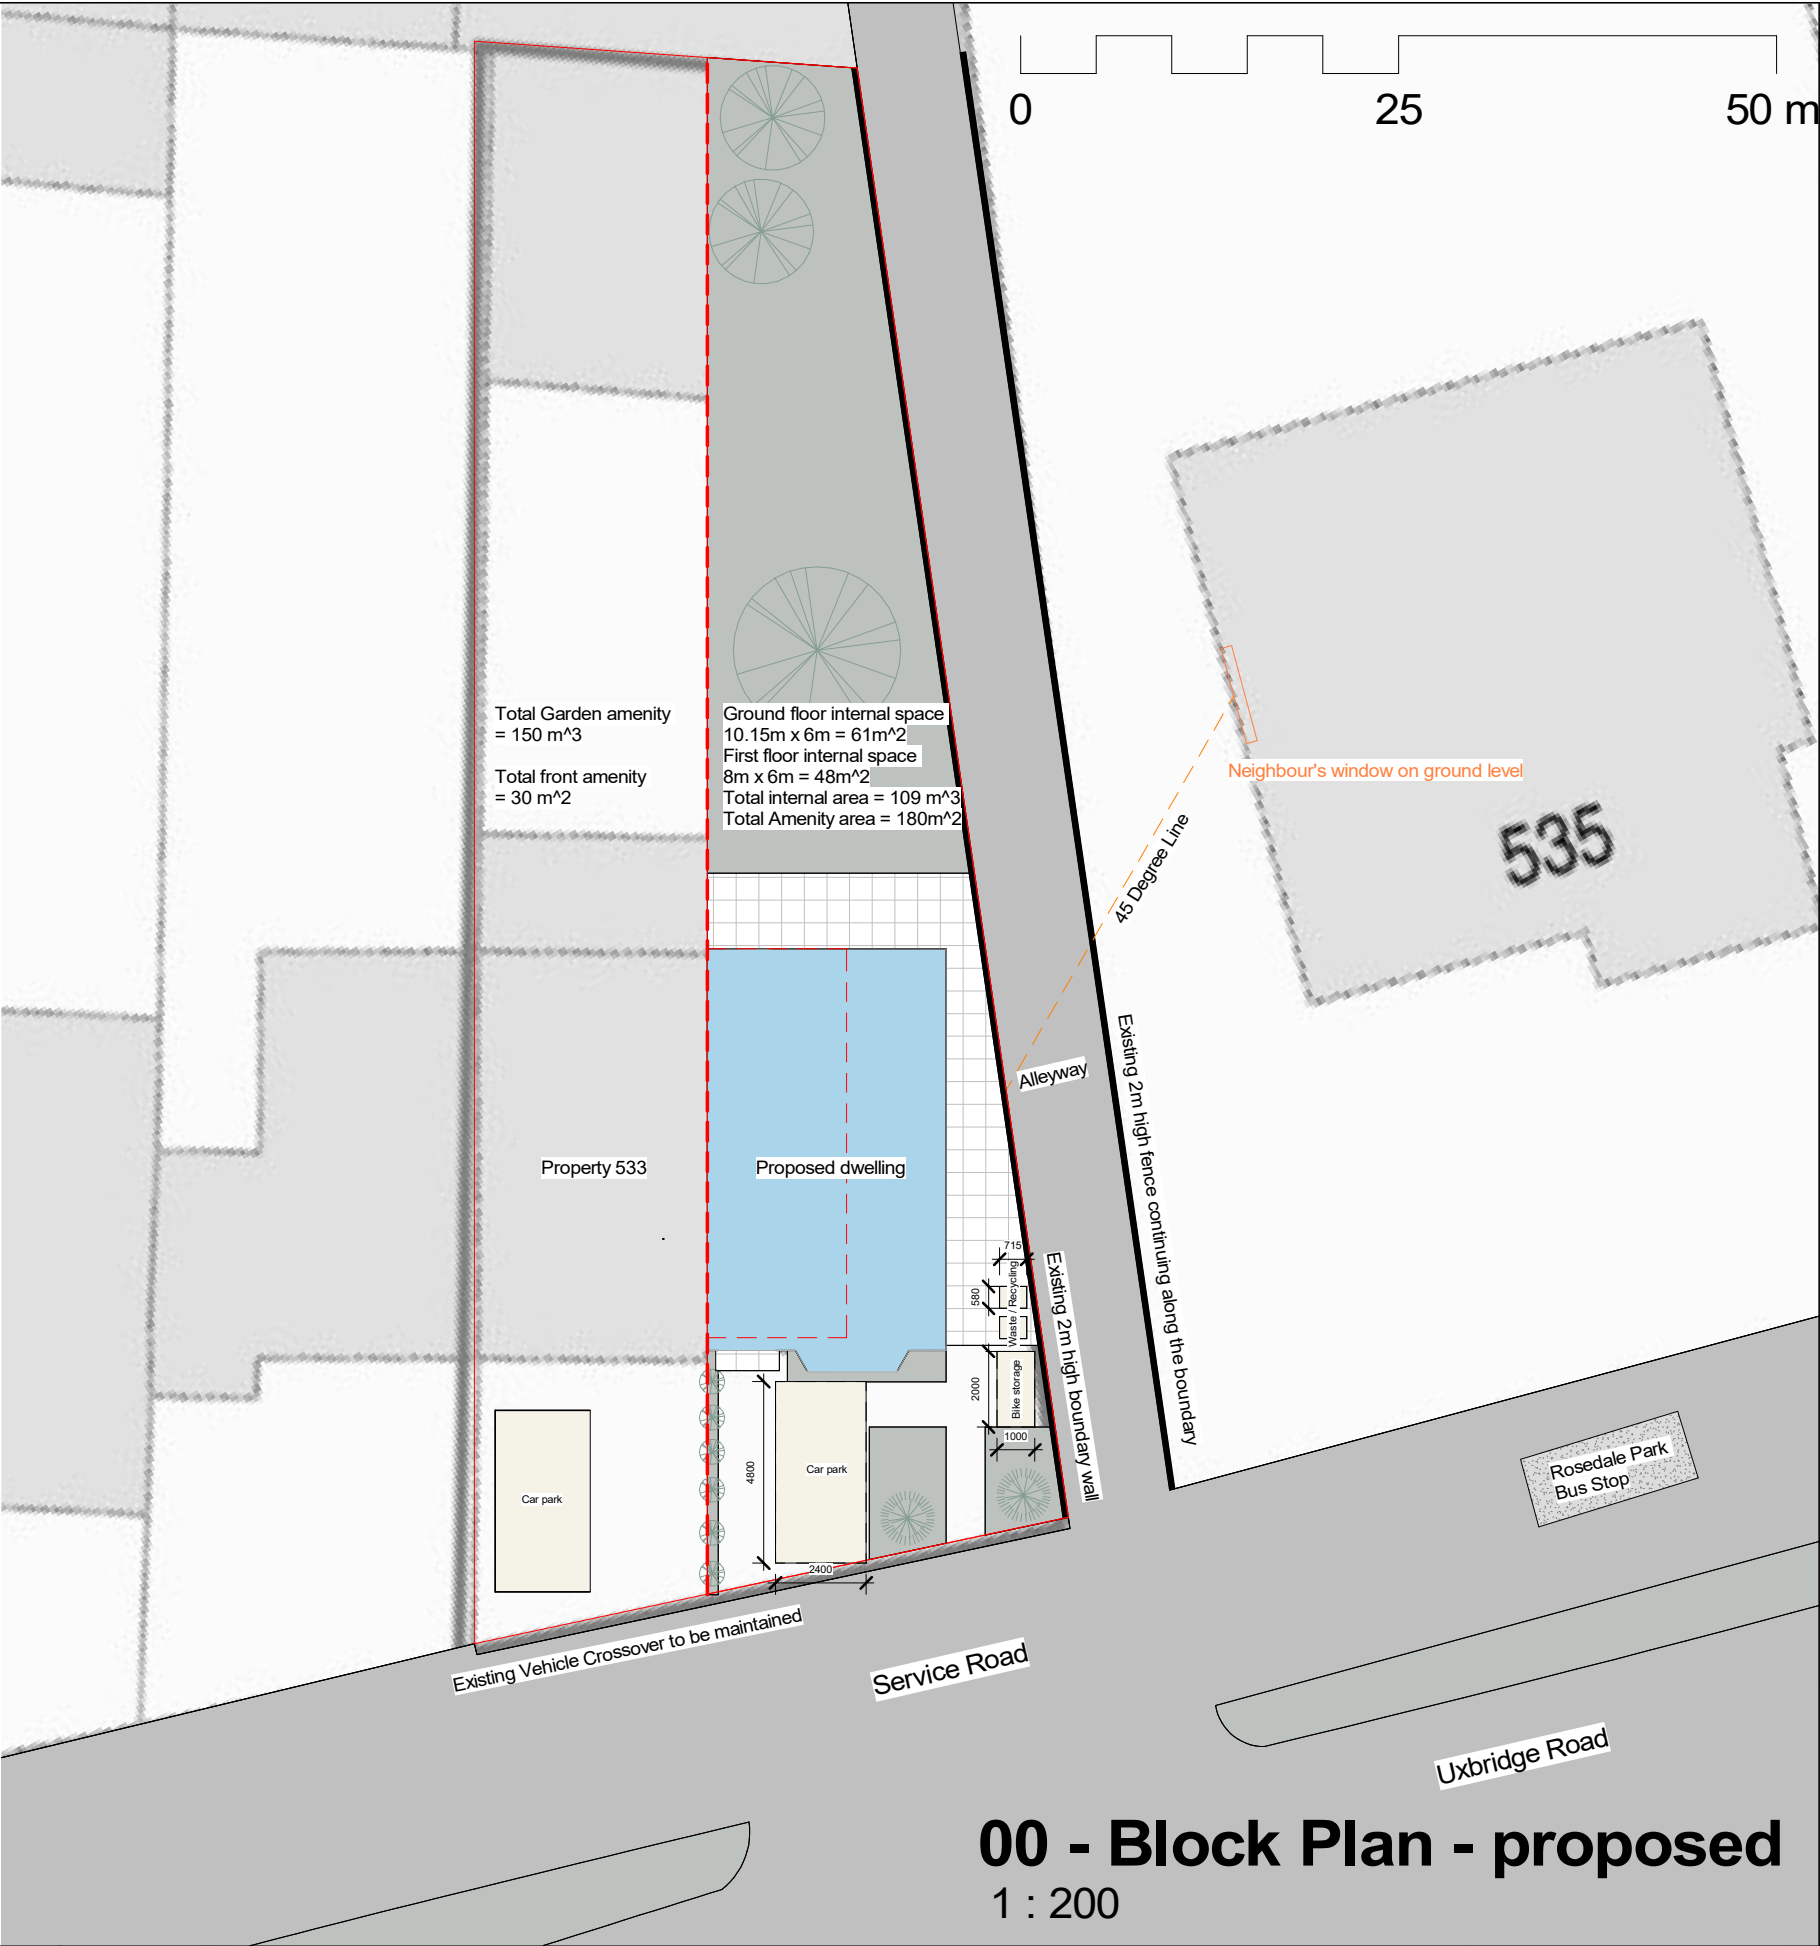 0 25 50 m
Total Garden amenity
= 150 m^3
Total front amenity
= 30 m^2
Ground floor internal space
10.15m x 6m = 61m^2
First floor internal space
8m x 6m = 48m^2
Total internal area = 109 m^3
Total Amenity area = 180m^2
Neighbour's window on ground level
535
45 Degree Line
Alleyway
Existing 2m high fence continuing along the boundary
Property 533
Proposed dwelling
715
580
Waste / Recycling
Existing 2m high boundary wall
2000
Bike storage
1000
4800
Car park
Car park
2400
Rosedale Park
Bus Stop
Existing Vehicle Crossover to be maintained
Service Road
Uxbridge Road
00 - Block Plan - proposed
1 : 200